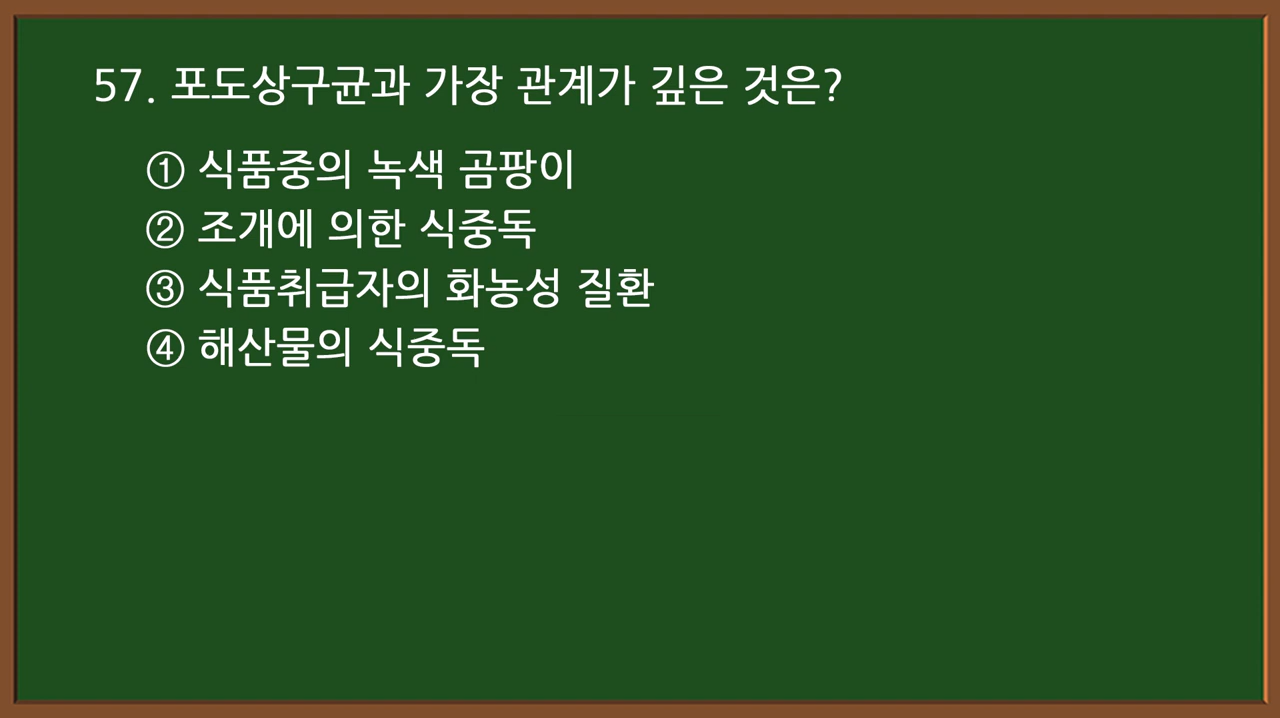 57. 포도상구균과 가장 관계가 깊은 것은?
① 식품중의 녹색 곰팡이
② 조개에 의한 식중독
③ 식품취급자의 화농성 질환
④ 해산물의 식중독